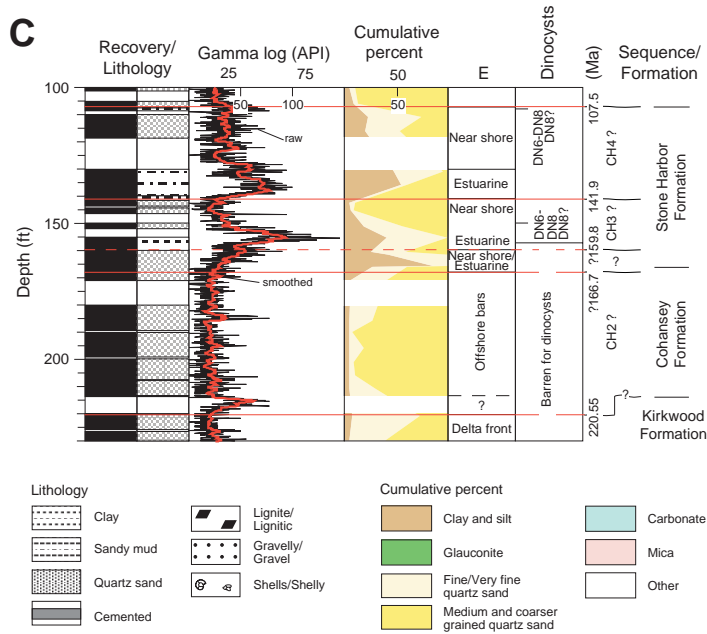 C
Recovery/
Lithology
Gamma log (API)
25 75
50 100
Cumulative
percent
50
50
E
Dinocysts
(Ma)
Sequence/
Formation
Depth (ft)
100
150
200
raw
smoothed
Near shore
Estuarine
Near shore
Estuarine
Near shore/
Estuarine
Offshore bars
?
Delta front
DN6-DN8
DN8?
DN6-
DN8
DN8?
Barren for dinocysts
107.5
141.9
?159.8
?166.7
220.55
CH4 ?
CH3 ?
?
CH2 ?
?
Stone Harbor
Formation
Cohansey
Formation
Kirkwood
Formation
Lithology
Clay
Sandy mud
Quartz sand
Cemented
Lignite/
Lignitic
Gravelly/
Gravel
Shells/Shelly
Cumulative percent
Clay and silt
Glauconite
Fine/Very fine
quartz sand
Medium and coarser
grained quartz sand
Carbonate
Mica
Other